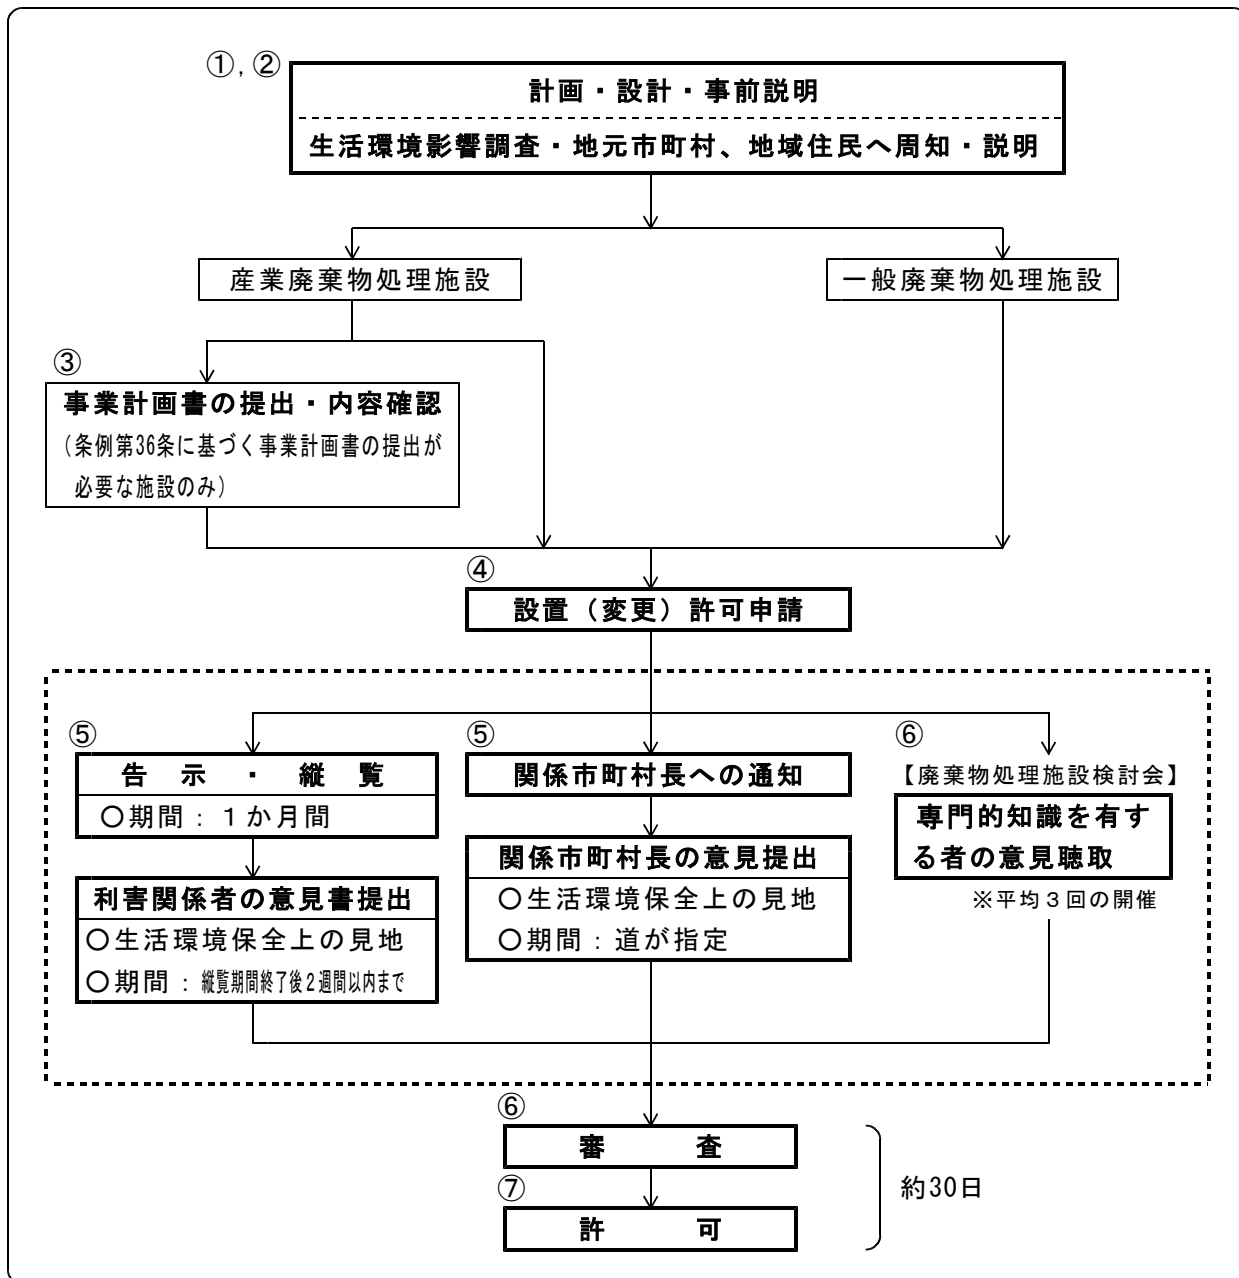 ①,②
計画・設計・事前説明
生活環境影響調査・地元市町村、地域住民へ周知・説明
産業廃棄物処理施設
一般廃棄物処理施設
③
事業計画書の提出・内容確認
(条例第36条に基づく事業計画書の提出が
必要な施設のみ)
④
設置（変更）許可申請
⑤
告示・縦覧
○期間：１か月間
利害関係者の意見書提出
○生活環境保全上の見地
○期間：縦覧期間終了後２週間以内まで
⑤
関係市町村長への通知
関係市町村長の意見提出
○生活環境保全上の見地
○期間：道が指定
⑥
【廃棄物処理施設検討会】
専門的知識を有す
る者の意見聴取
※平均３回の開催
⑥
審査
⑦
許可
約30日